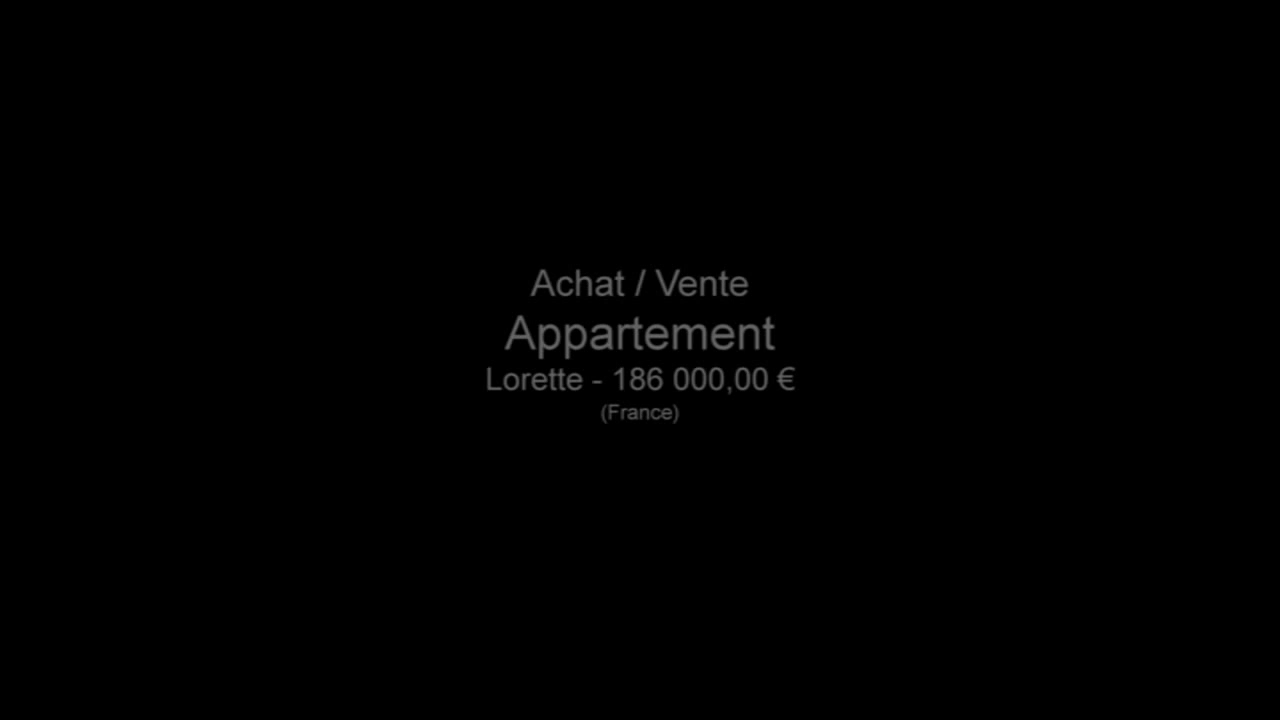 Achat / Vente
Appartement
Lorette - 186 000,00 €
(France)